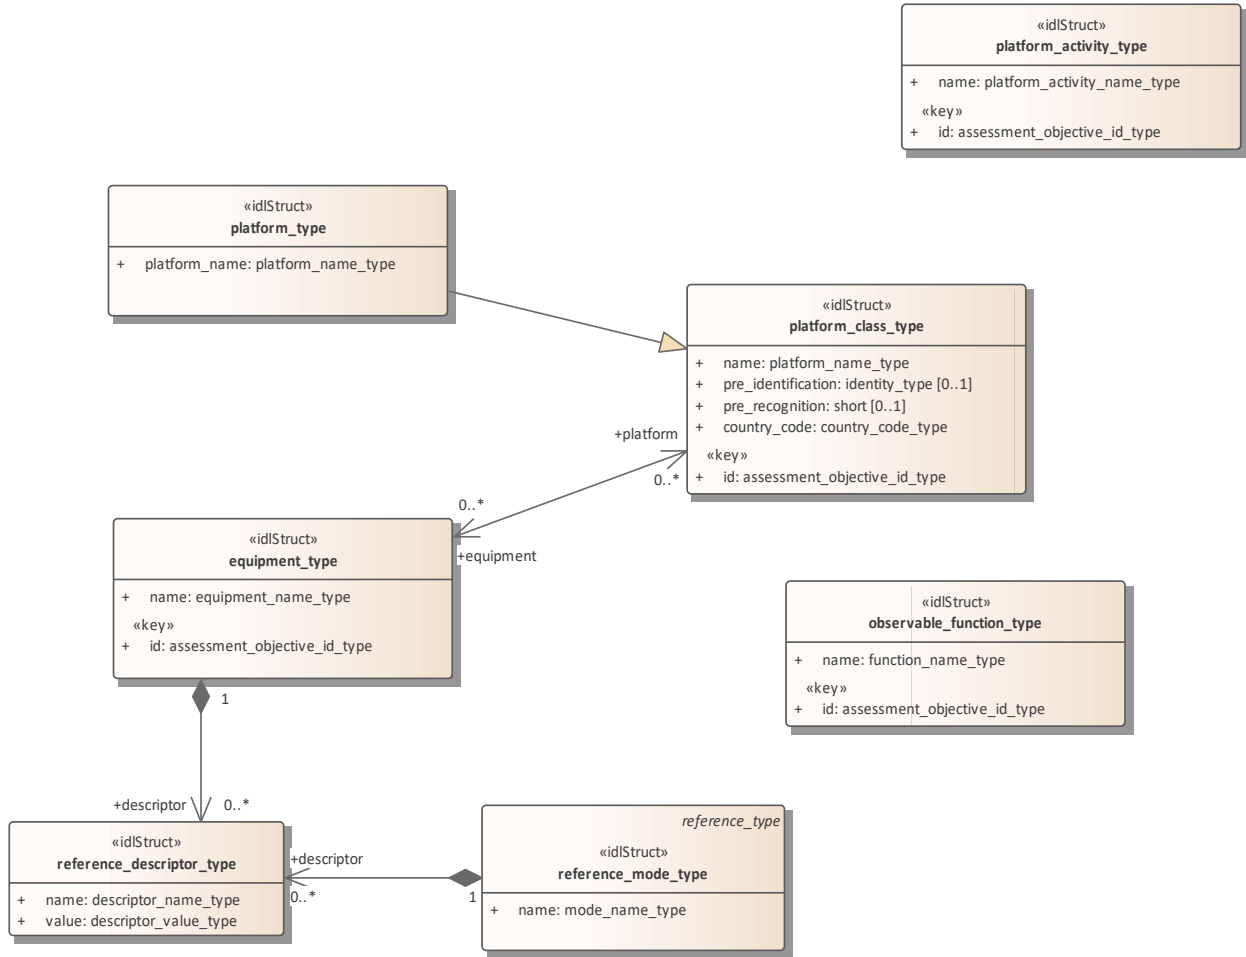 «idlStruct»
platform_activity_type
+ name: platform_activity_name_type
«key»
+ id: assessment_objective_id_type
«idlStruct»
platform_type
+ platform_name: platform_name_type
«idlStruct»
platform_class_type
+ name: platform_name_type
+ pre_identification: identity_type [0..1]
+ pre_recognition: short [0..1]
+ country_code: country_code_type
«key»
+ id: assessment_objective_id_type
+platform
0..*
0..*
+equipment
«idlStruct»
equipment_type
+ name: equipment_name_type
«key»
+ id: assessment_objective_id_type
«idlStruct»
observable_function_type
+ name: function_name_type
«key»
+ id: assessment_objective_id_type
1
+descriptor
0..*
«idlStruct»
reference_descriptor_type
+ name: descriptor_name_type
+ value: descriptor_value_type
+descriptor
0..*
1
reference_type
«idlStruct»
reference_mode_type
+ name: mode_name_type